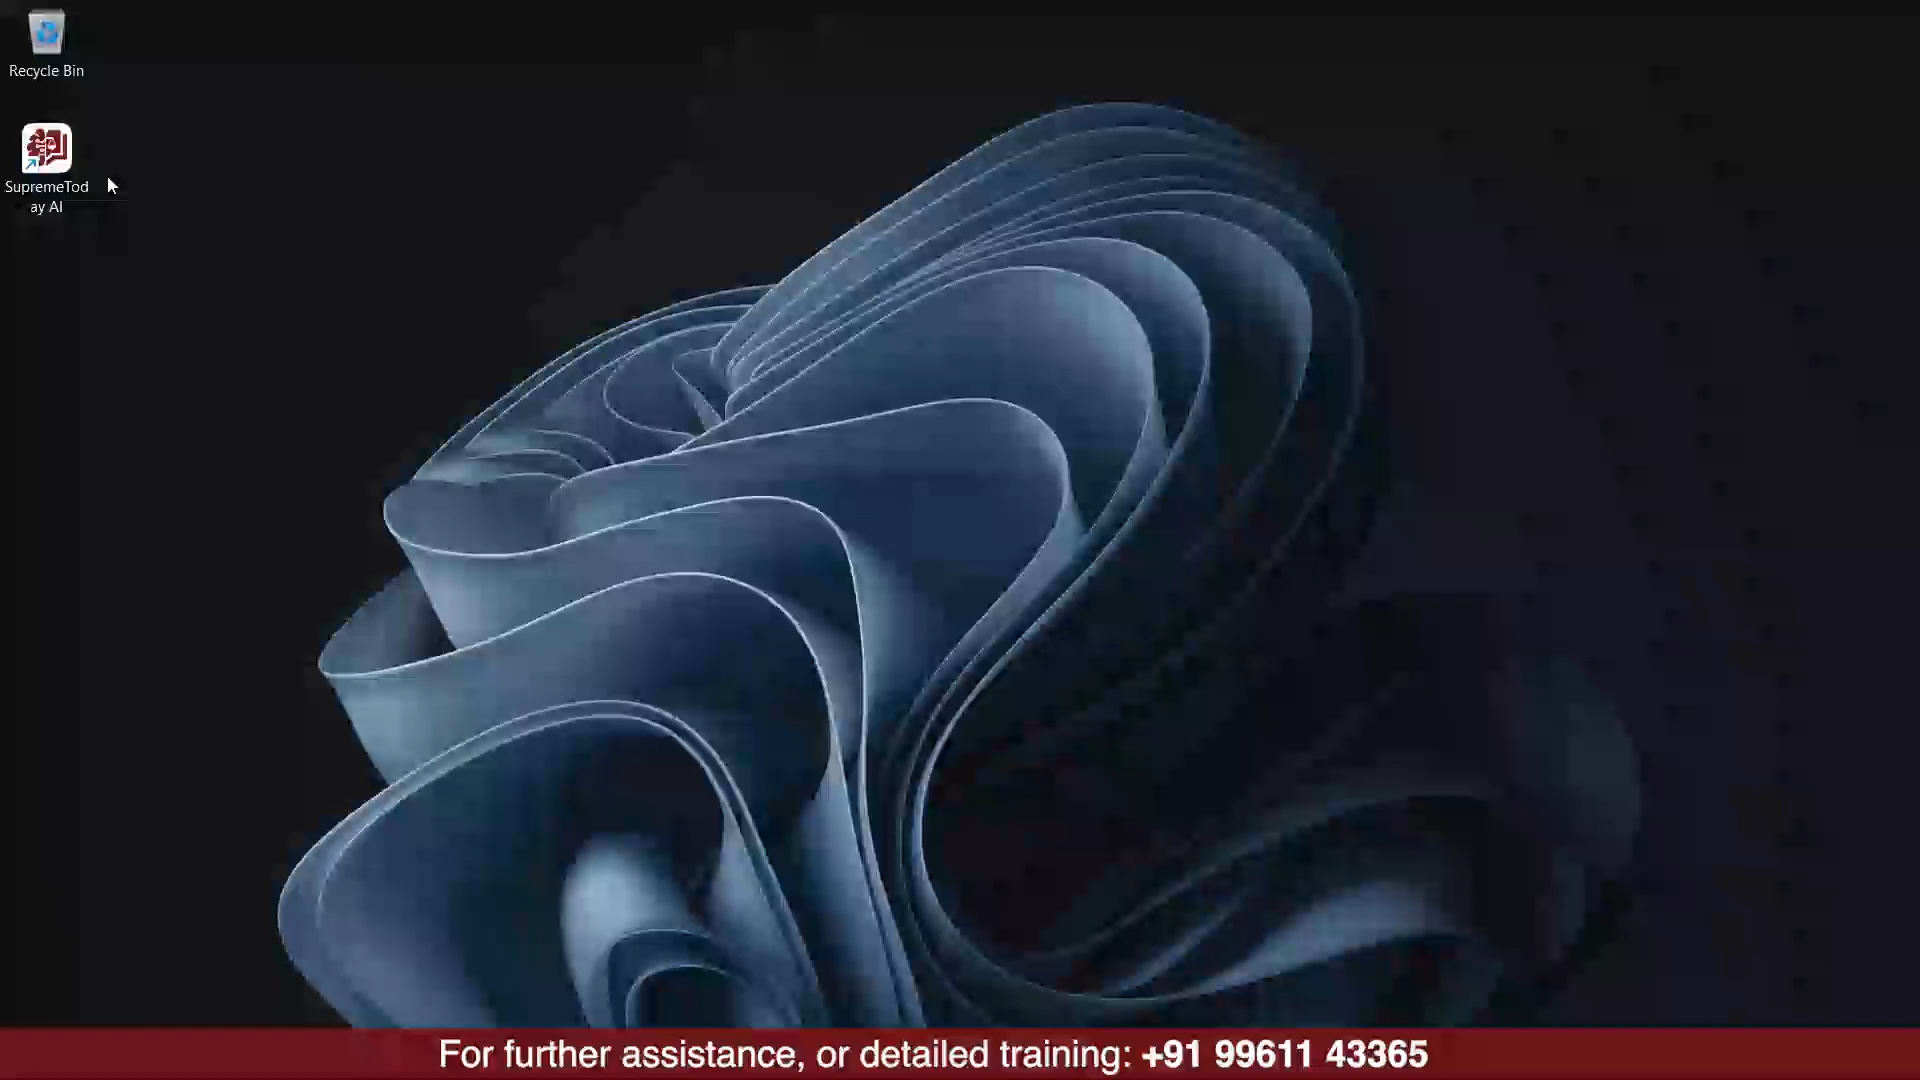 Recycle Bin
SupremeTod
ay AI
For further assistance, or detailed training: +91 99611 43365